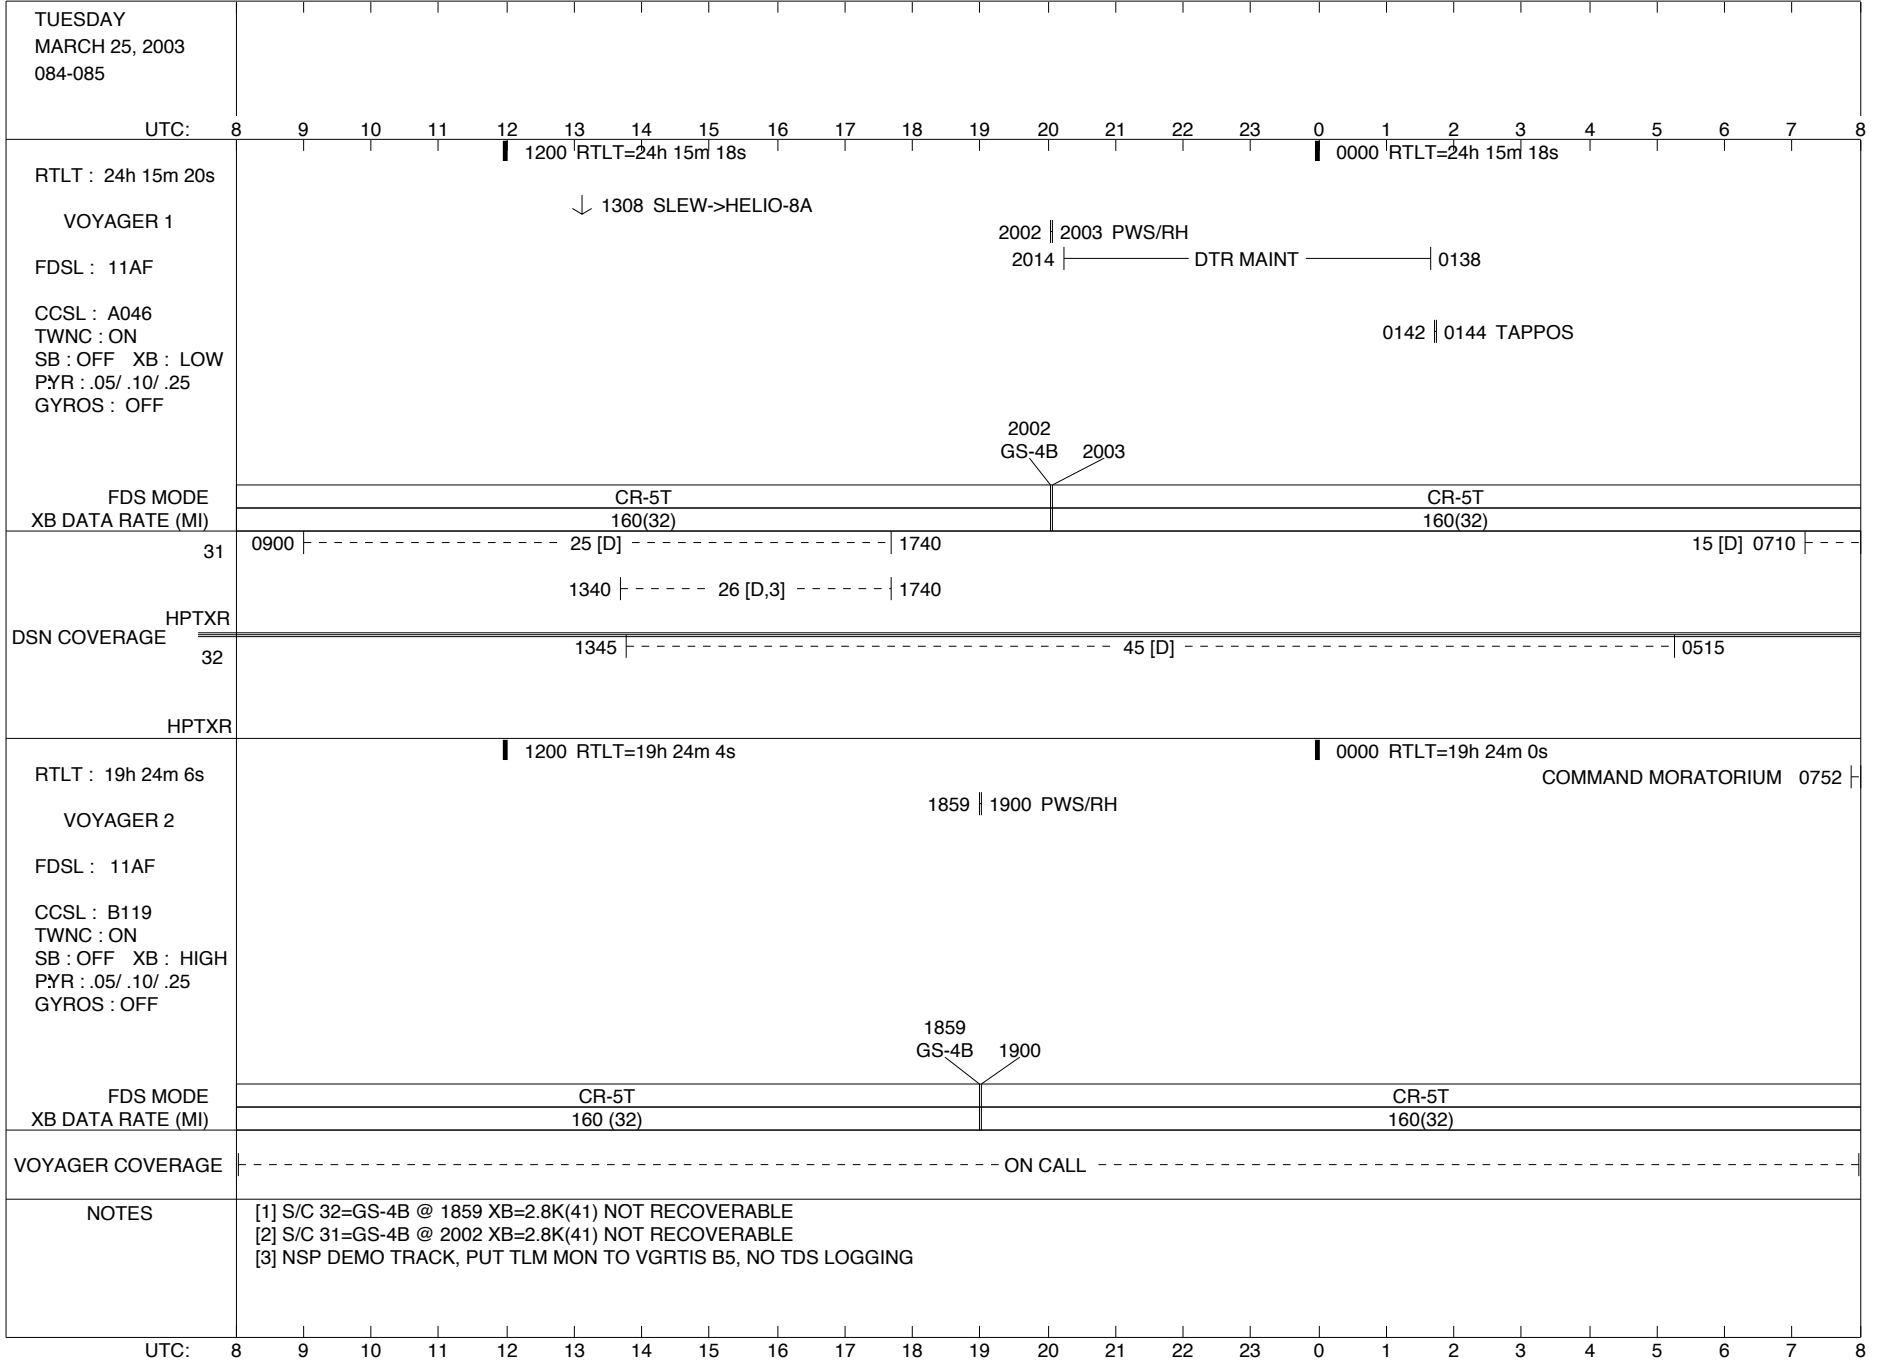 TUESDAY
MARCH 25, 2003
084-085
UTC: 8 9 10 11 12 13 14 15 16 17 18 19 20 21 22 23 0 1 2 3 4 5 6 7 8
1200 RTLT=24h 15m 18s 0000 RTLT=24h 15m 18s
RTLT : 24h 15m 20s
1308 SLEW->HELIO-8A
VOYAGER 1
2002 2003 PWS/RH
2014 DTR MAINT 0138
FDSL : 11AF
CCSL : A046
TWNC : ON
0142 0144 TAPPOS
SB : OFF XB : LOW
P:YR : .05/ .10/ .25
GYROS : OFF
2002
GS-4B 2003
FDS MODE CR-5T CR-5T
XB DATA RATE (MI) 160(32) 160(32)
31 0900 25 [D] 1740 15 [D] 0710
1340 26 [D,3] 1740
HPTXR
DSN COVERAGE
32 1345 45 [D] 0515
HPTXR
1200 RTLT=19h 24m 4s 0000 RTLT=19h 24m 0s
RTLT : 19h 24m 6s COMMAND MORATORIUM 0752
1859 1900 PWS/RH
VOYAGER 2
FDSL : 11AF
CCSL : B119
TWNC : ON
SB : OFF XB : HIGH
P:YR : .05/ .10/ .25
GYROS : OFF
1859
GS-4B 1900
FDS MODE CR-5T CR-5T
XB DATA RATE (MI) 160 (32) 160(32)
VOYAGER COVERAGE ON CALL
NOTES [1] S/C 32=GS-4B @ 1859 XB=2.8K(41) NOT RECOVERABLE
[2] S/C 31=GS-4B @ 2002 XB=2.8K(41) NOT RECOVERABLE
[3] NSP DEMO TRACK, PUT TLM MON TO VGRTIS B5, NO TDS LOGGING
UTC: 8 9 10 11 12 13 14 15 16 17 18 19 20 21 22 23 0 1 2 3 4 5 6 7 8